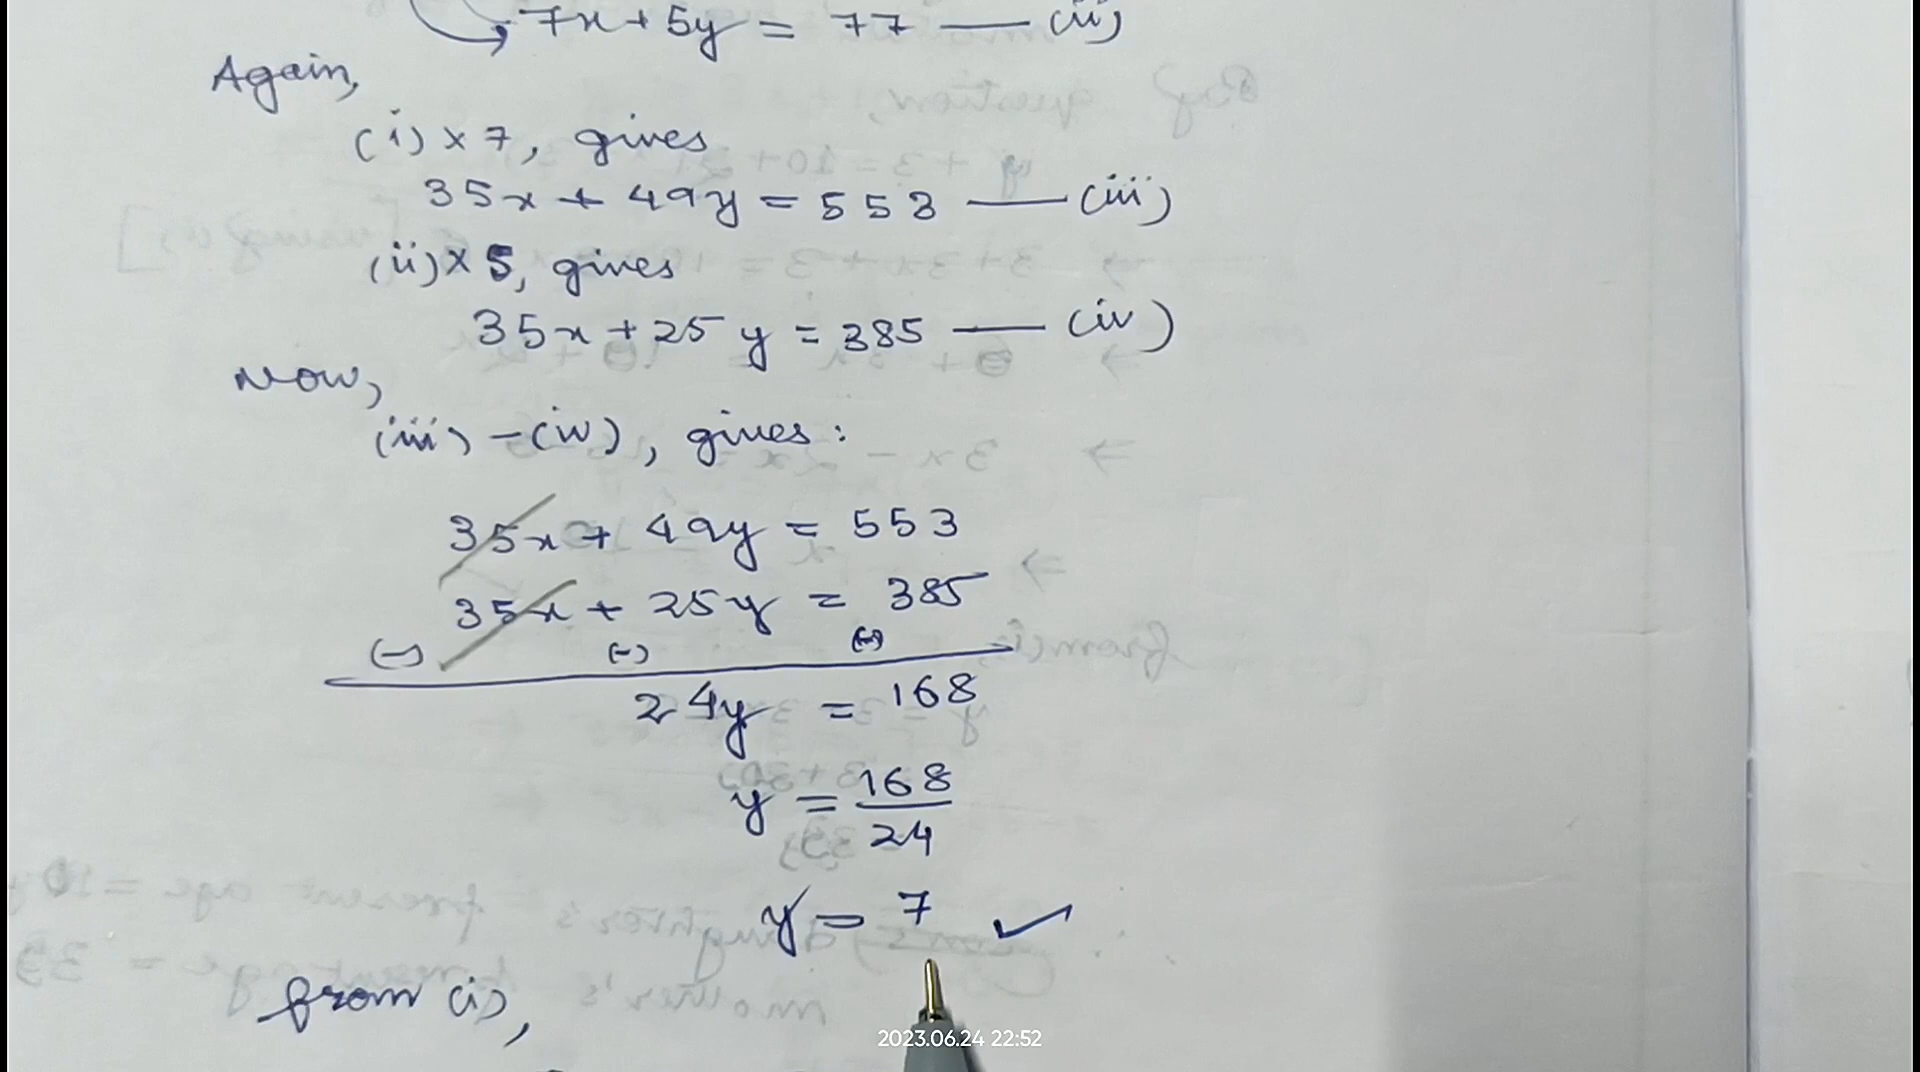 7x + 5y = 77 — (ii)
Again,
(i) × 7, gives
35x + 49y = 553 — (iii)
(ii) × 5, gives
35x + 25y = 385 — (iv)
Now,
(iii) - (iv), gives:
35x + 49y = 553
35x + 25y = 385
(-) (-) (-)
24y = 168
y = 168/24
y = 7 ✓
from (i),
2023.06.24 22:52